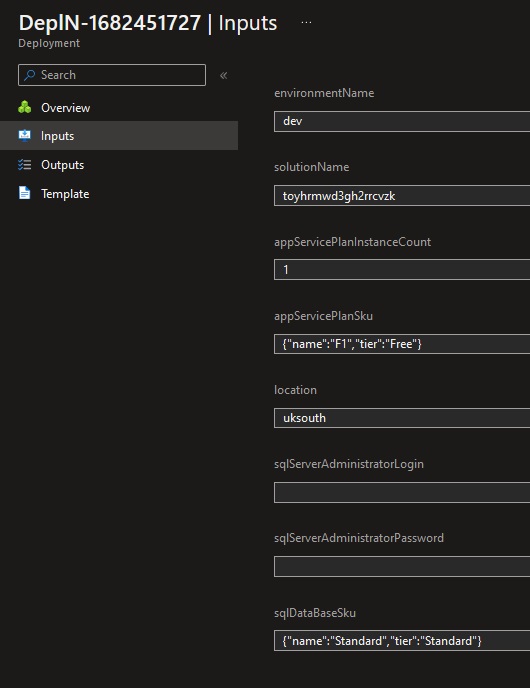 DeplN-1682451727 | Inputs ...
Deployment
Search «
Overview
Inputs
Outputs
Template
environmentName
dev
solutionName
toyhrmwd3gh2rrcvzk
appServicePlanInstanceCount
1
appServicePlanSku
{"name":"F1","tier":"Free"}
location
uksouth
sqlServerAdministratorLogin
sqlServerAdministratorPassword
sqlDataBaseSku
{"name":"Standard","tier":"Standard"}